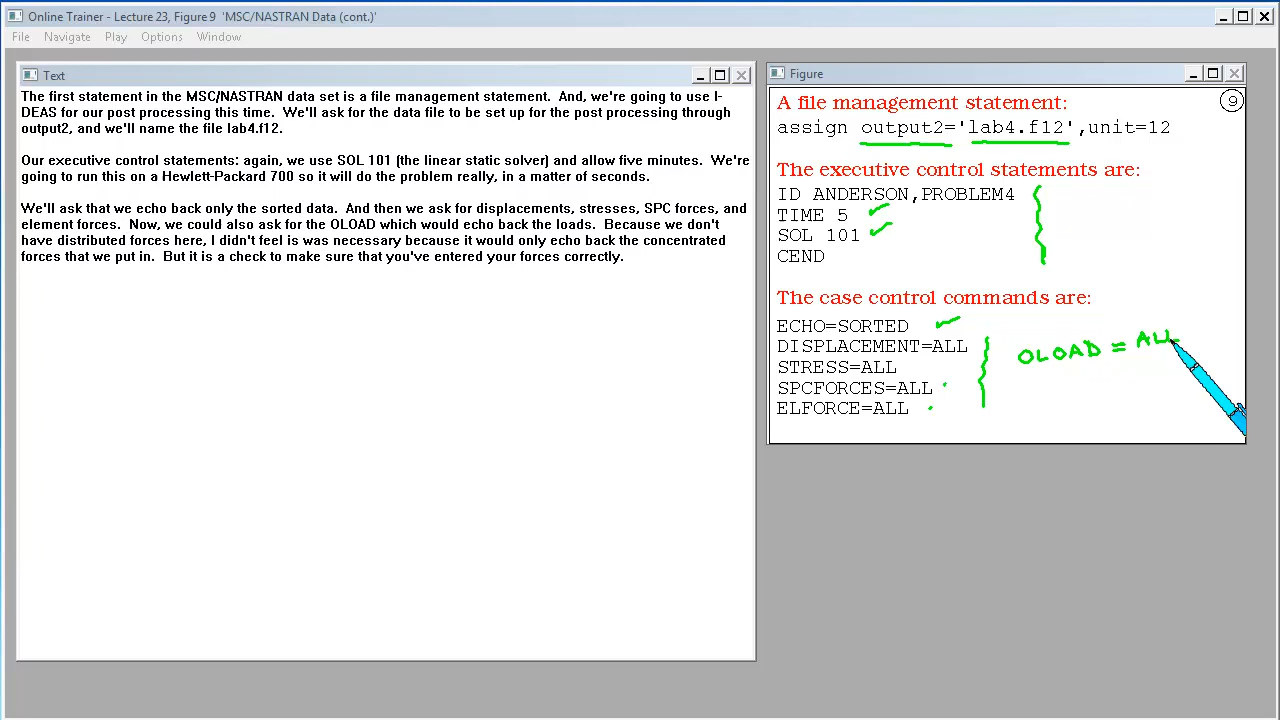 Online Trainer - Lecture 23, Figure 9  'MSC/NASTRAN Data (cont.)'
File Navigate Play Options Window
Text
The first statement in the MSC/NASTRAN data set is a file management statement.  And, we're going to use I-
DEAS for our post processing this time.  We'll ask for the data file to be set up for the post processing through
output2, and we'll name the file lab4.f12.
Our executive control statements: again, we use SOL 101 (the linear static solver) and allow five minutes.  We're
going to run this on a Hewlett-Packard 700 so it will do the problem really, in a matter of seconds.
We'll ask that we echo back only the sorted data.  And then we ask for displacements, stresses, SPC forces, and
element forces.  Now, we could also ask for the OLOAD which would echo back the loads.  Because we don't
have distributed forces here, I didn't feel is was necessary because it would only echo back the concentrated
forces that we put in.  But it is a check to make sure that you've entered your forces correctly.
Figure
9
A file management statement:
assign output2='lab4.f12',unit=12
The executive control statements are:
ID ANDERSON,PROBLEM4
TIME 5
SOL 101
CEND
The case control commands are:
ECHO=SORTED
DISPLACEMENT=ALL
STRESS=ALL
SPCFORCES=ALL
ELFORCE=ALL
OLOAD = ALL